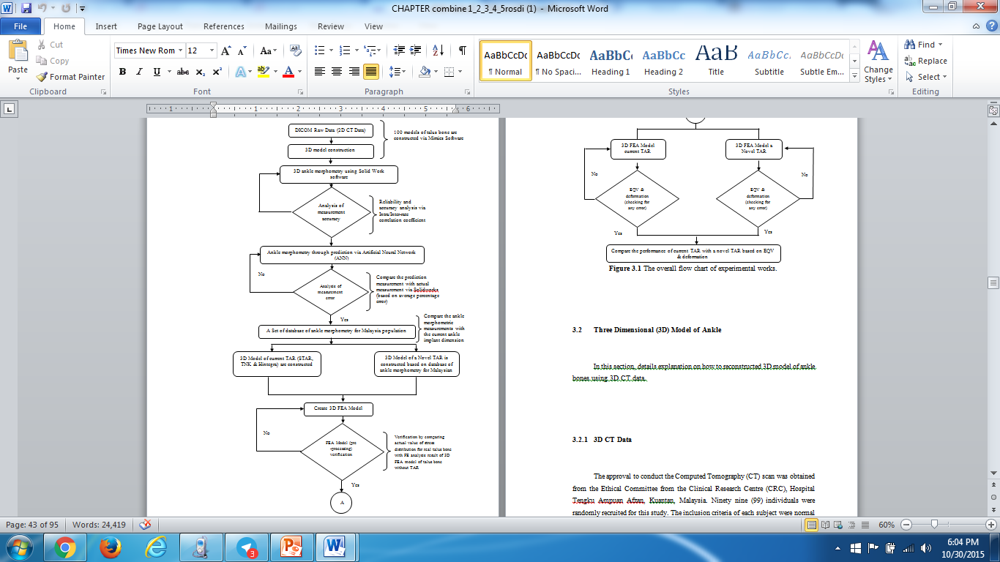 CHAPTER combine 1_2_3_4_5rosdi (1) - Microsoft Word
File Home Insert Page Layout References Mailings Review View
Paste
Cut
Copy
Format Painter
Clipboard
Times New Rom 12
Font
Paragraph
AaBbCcDc AaBbCcDc AaBbC AaBbCc AaB AaBbCc. AaBbCcDc
¶ Normal ¶ No Spaci... Heading 1 Heading 2 Title Subtitle Subtle Em...
Styles
Change
Styles
Find
Replace
Select
Editing
1 1 2 3 4 5 6
DICOM Raw Data (2D CT Data)
100 models of talus bone are
constructed via Mimics Software
3D model construction
3D ankle morphometry using Solid Work
software
Analysis of
measurement
accuracy
Reliability and
accuracy analysis via
Intra/Inter-rate
correlation coefficient
Ankle morphometry through prediction via Artificial Neural Network
(ANN)
No
Analysis of
measurement
error
Compare the prediction
measurement with actual
measurement via Solidworks
(based on average percentage
error)
Yes
A Set of database of ankle morphometry for Malaysia population
Compare the ankle
morphometric
measurements with
the current ankle
implant dimension
3D Model of current TAR (STAR,
TNK & Hintegra) are constructed
3D Model of a Novel TAR is
constructed based on database of
ankle morphometry for Malaysian
Create 3D FEA Model
No
FEA Model (pre
-processing)
verification
Verification by comparing
actual value of stress
distribution for real talus bone
with FE analysis result of 3D
FEA model of talus bone
without TAR
Yes
A
3D FEA Model
current TAR
3D FEA Model a
Novel TAR
No
No
EQV &
deformation
(checking for
any error)
EQV &
deformation
(checking for
any error)
Yes
Yes
Compare the performance of current TAR with a novel TAR based on EQV
& deformation
Figure 3.1 The overall flow chart of experimental works.
3.2 Three Dimensional (3D) Model of Ankle
In this section, details explanation on how to reconstructed 3D model of ankle
bones using 3D CT data.
3.2.1 3D CT Data
The approval to conduct the Computed Tomography (CT) scan was obtained
from the Ethical Committee from the Clinical Research Centre (CRC), Hospital
Tengku Ampuan Afzan, Kuantan, Malaysia. Ninety nine (99) individuals were
randomly recruited for this study. The inclusion criteria of each subject were normal
Page: 43 of 95 Words: 24,419 60%
3
6:04 PM
10/30/2015